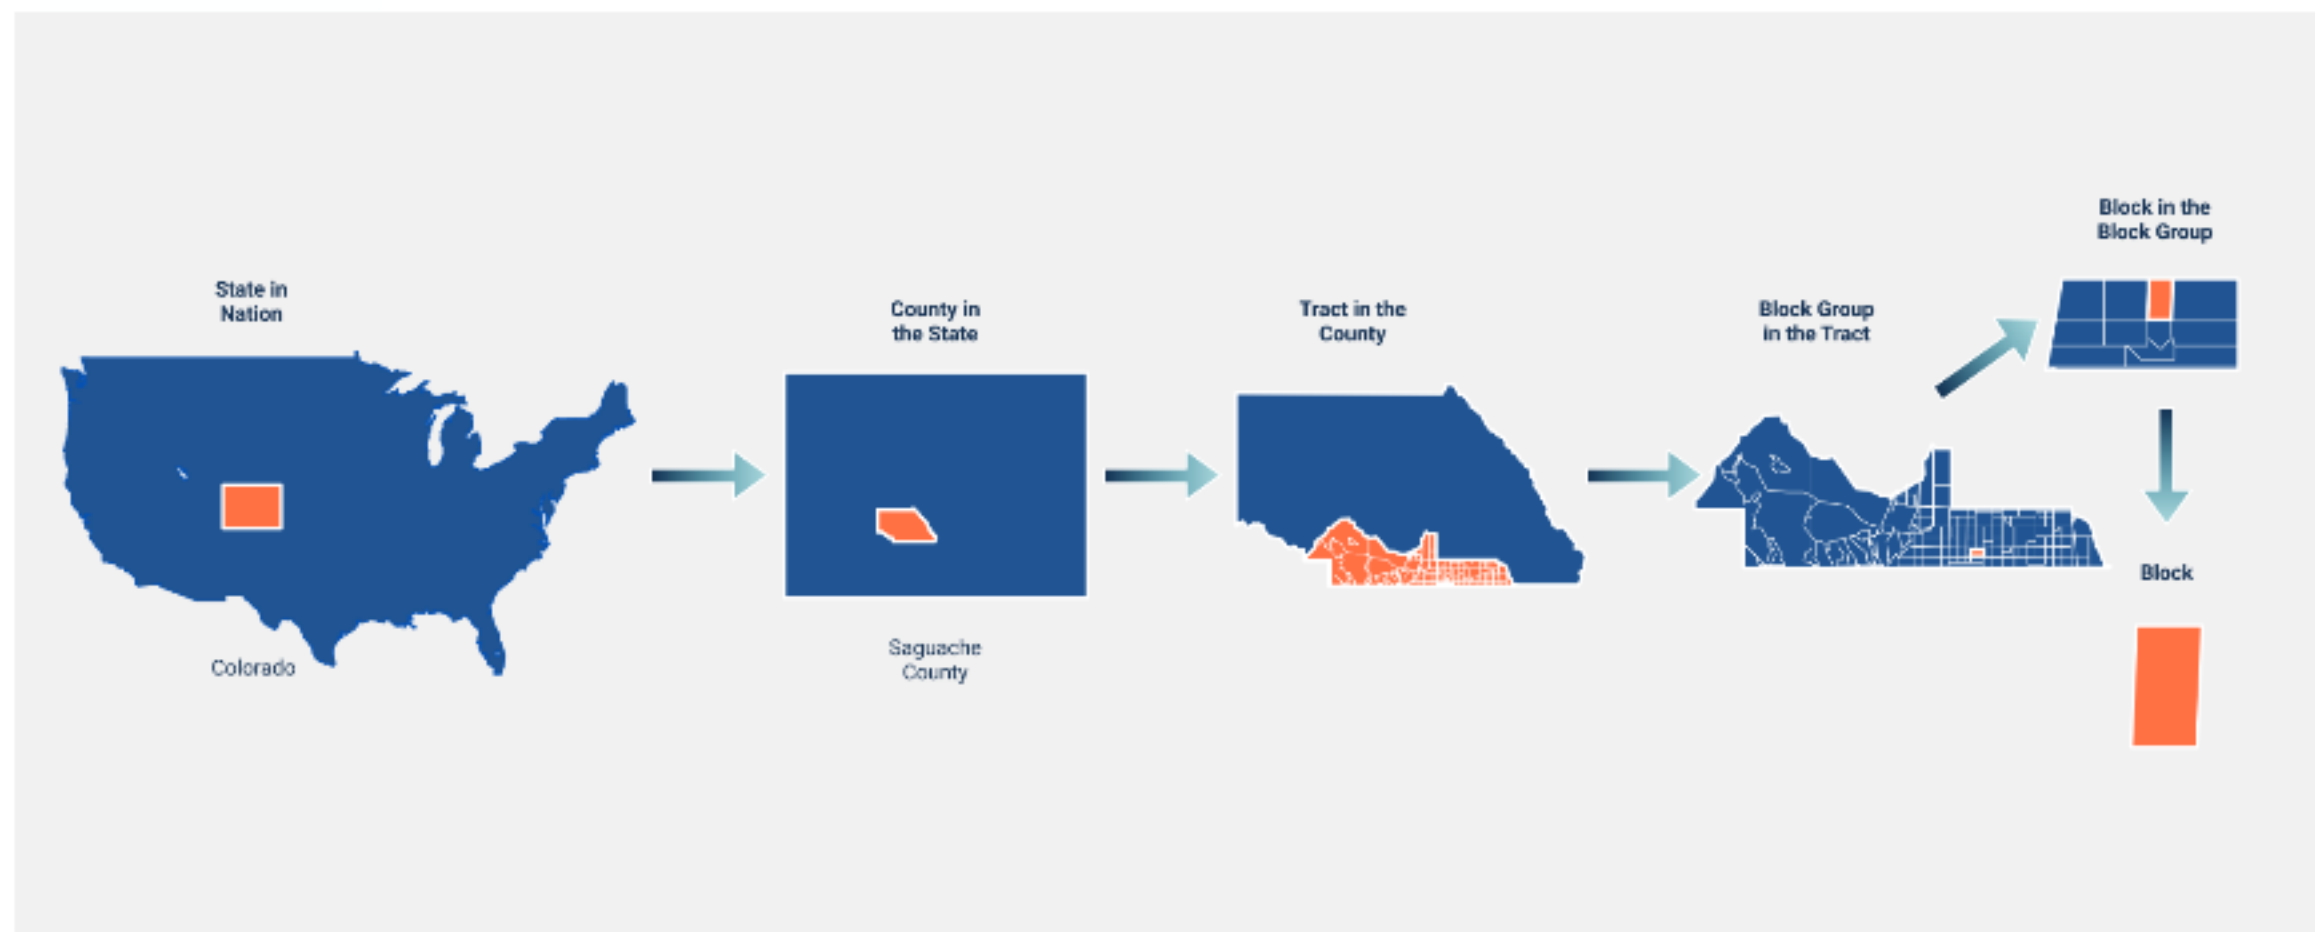 State in
Nation
Colorado
County in
the State
Saguache
County
Tract in the
County
Block Group
in the Tract
Block in the
Block Group
Block